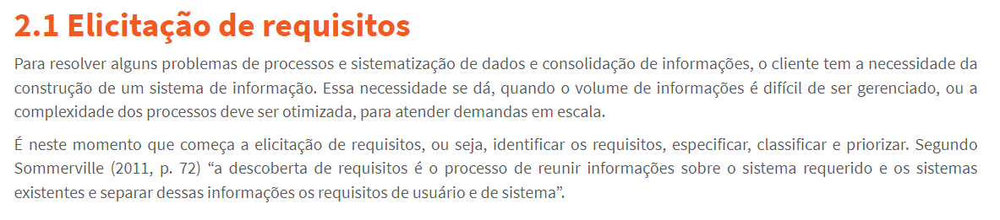 2.1 Elicitação de requisitos
Para resolver alguns problemas de processos e sistematização de dados e consolidação de informações, o cliente tem a necessidade da
construção de um sistema de informação. Essa necessidade se dá, quando o volume de informações é difícil de ser gerenciado, ou a
complexidade dos processos deve ser otimizada, para atender demandas em escala.
É neste momento que começa a elicitação de requisitos, ou seja, identificar os requisitos, especificar, classificar e priorizar. Segundo
Sommerville (2011, p. 72) “a descoberta de requisitos é o processo de reunir informações sobre o sistema requerido e os sistemas
existentes e separar dessas informações os requisitos de usuário e de sistema”.